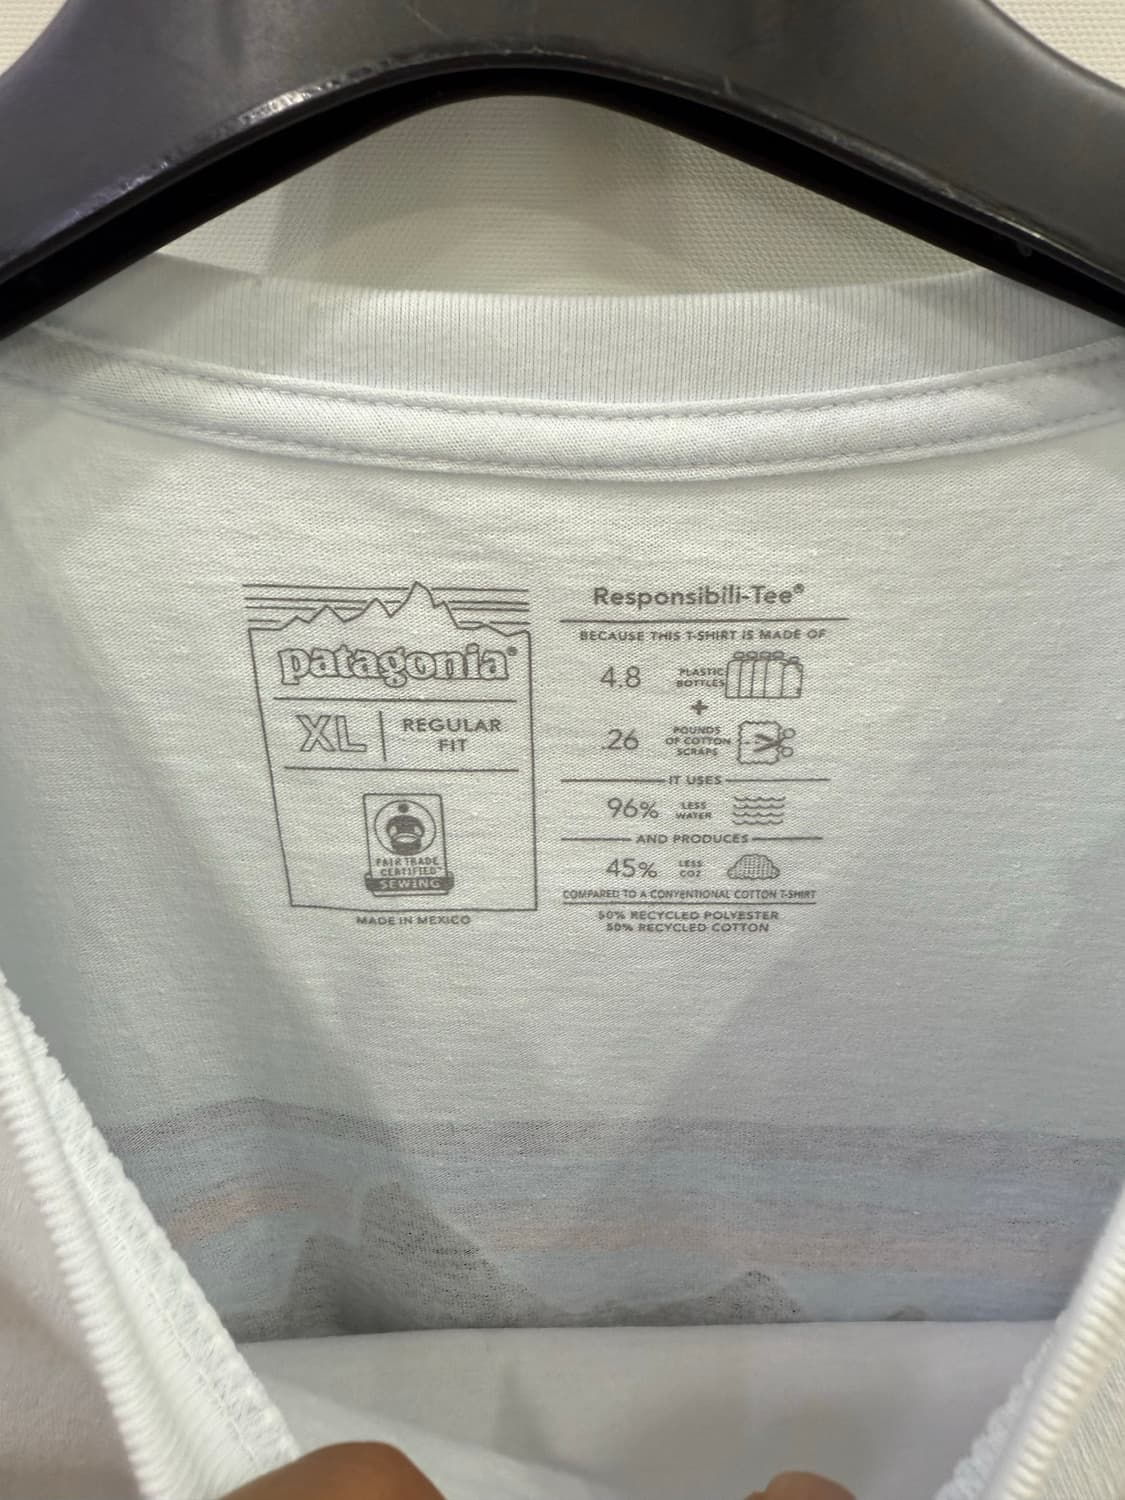 patagonia®
XL
REGULAR
FIT
FAIR TRADE
CERTIFIED™
SEWING
MADE IN MEXICO
Responsibili-Tee®
BECAUSE THIS T-SHIRT IS MADE OF
4.8 PLASTIC
BOTTLES
+
.26 POUNDS
OF COTTON
SCRAPS
IT USES
96% LESS
WATER
AND PRODUCES
45% LESS
CO2
COMPARED TO A CONVENTIONAL COTTON T-SHIRT
50% RECYCLED POLYESTER
50% RECYCLED COTTON